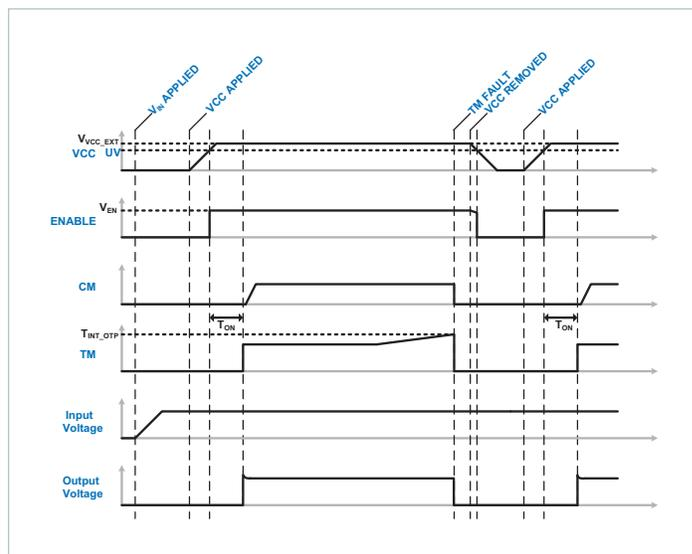 V_IN APPLIED
VCC APPLIED
TM FAULT
VCC REMOVED
VCC APPLIED
V_VCC_EXT
VCC UV
V_EN
ENABLE
CM
T_ON
T_ON
T_INT_OTP
TM
Input
Voltage
Output
Voltage